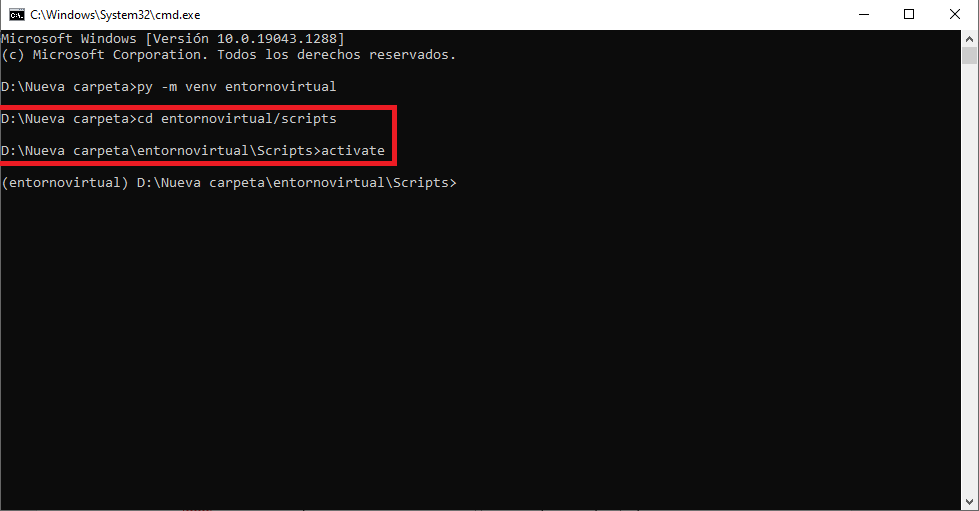 C:\Windows\System32\cmd.exe
Microsoft Windows [Versión 10.0.19043.1288]
(c) Microsoft Corporation. Todos los derechos reservados.
D:\Nueva carpeta>py -m venv entornovirtual
D:\Nueva carpeta>cd entornovirtual/scripts
D:\Nueva carpeta\entornovirtual\Scripts>activate
(entornovirtual) D:\Nueva carpeta\entornovirtual\Scripts>